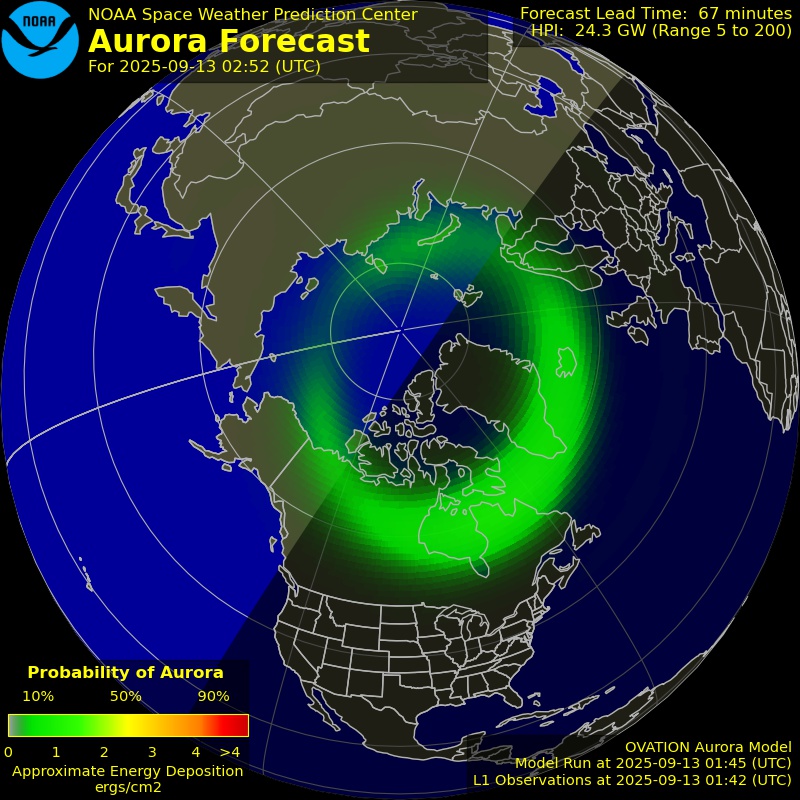 NOAA
NOAA Space Weather Prediction Center
Aurora Forecast
For 2025-09-13 02:52 (UTC)
Forecast Lead Time: 67 minutes
HPI: 24.3 GW (Range 5 to 200)
Probability of Aurora
10% 50% 90%
0 1 2 3 4 >4
Approximate Energy Deposition
ergs/cm2
OVATION Aurora Model
Model Run at 2025-09-13 01:45 (UTC)
L1 Observations at 2025-09-13 01:42 (UTC)